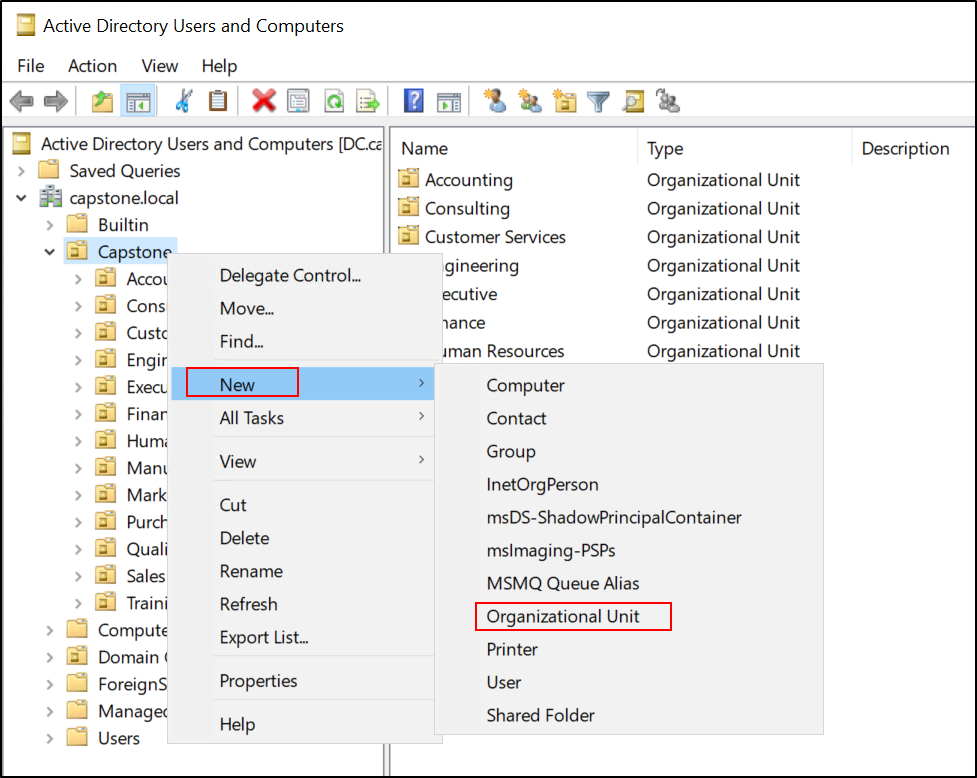 Active Directory Users and Computers
File Action View Help
Active Directory Users and Computers [DC.ca
Saved Queries
capstone.local
Builtin
Capstone
Accou
Cons
Custo
Engin
Execu
Finan
Huma
Manu
Mark
Purch
Quali
Sales
Traini
Compute
Domain
ForeignS
Managed
Users
Delegate Control...
Move...
Find...
New
All Tasks
View
Cut
Delete
Rename
Refresh
Export List...
Properties
Help
Name Type Description
Accounting Organizational Unit
Consulting Organizational Unit
Customer Services Organizational Unit
gineering Organizational Unit
ecutive Organizational Unit
nance Organizational Unit
uman Resources Organizational Unit
Computer
Contact
Group
InetOrgPerson
msDS-ShadowPrincipalContainer
msImaging-PSPs
MSMQ Queue Alias
Organizational Unit
Printer
User
Shared Folder